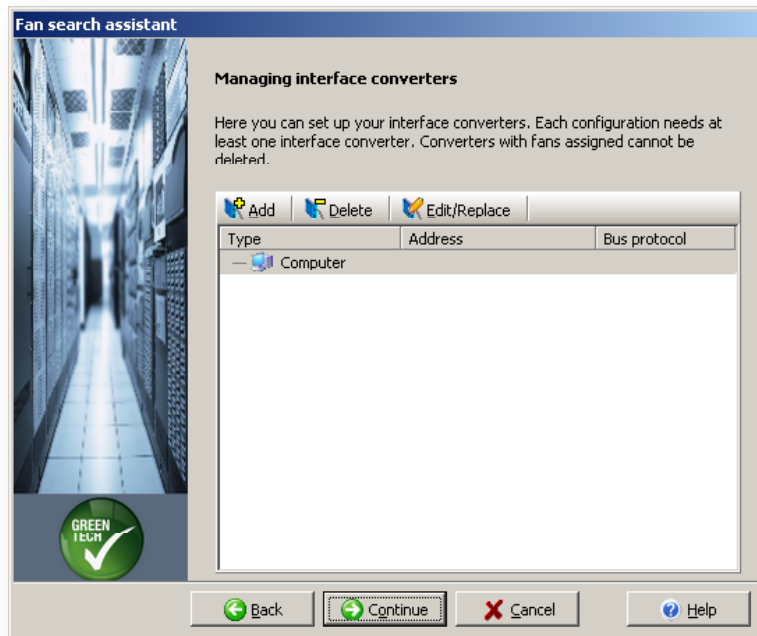 Fan search assistant
Managing interface converters
Here you can set up your interface converters. Each configuration needs at
least one interface converter. Converters with fans assigned cannot be
deleted.
Add Delete Edit/Replace
Type Address Bus protocol
Computer
GREEN
TECH
Back Continue Cancel Help